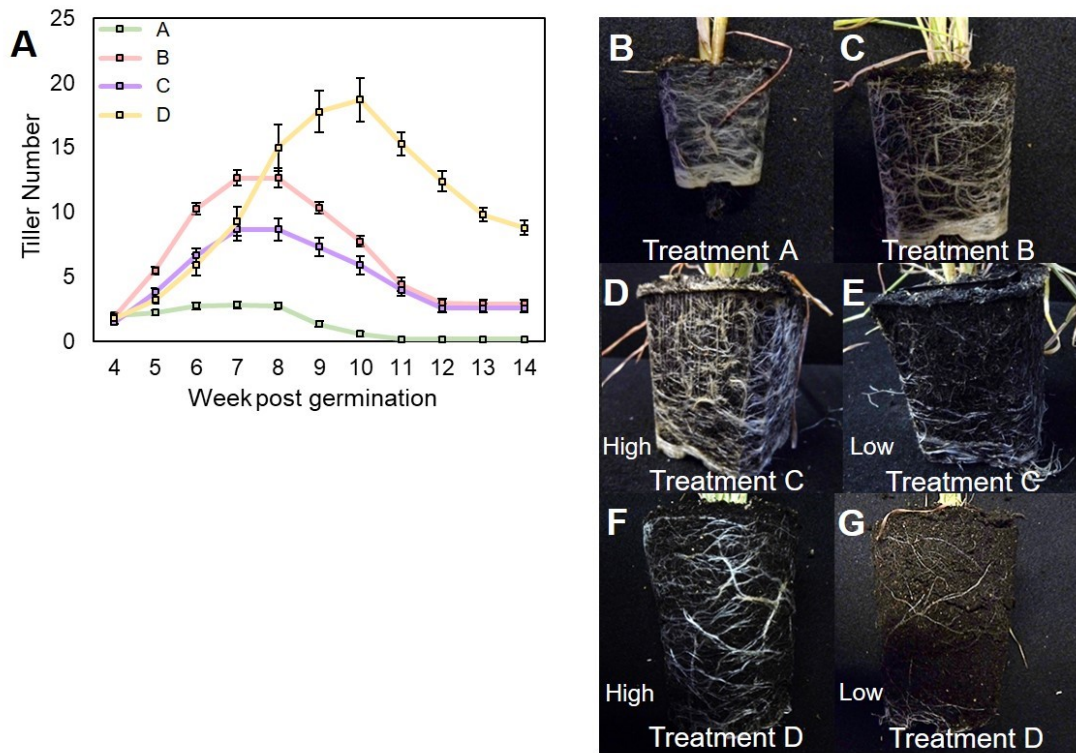 A
25
20
15
10
5
0
Tiller Number
A
B
C
D
4 5 6 7 8 9 10 11 12 13 14
Week post germination
B
Treatment A
C
Treatment B
D
High
Treatment C
E
Low
Treatment C
F
High
Treatment D
G
Low
Treatment D